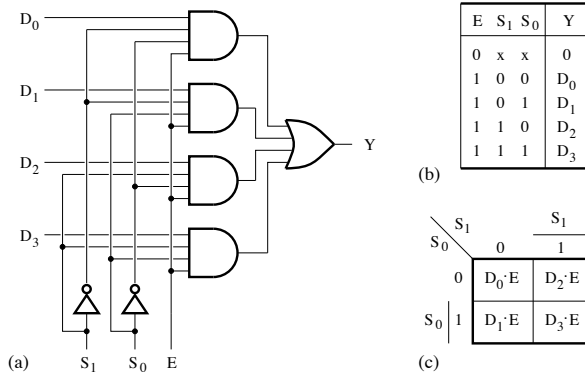 D₀
D₁
D₂
D₃
Y
(a) S₁ S₀ E
E S₁ S₀ Y
0 x x 0
1 0 0 D₀
1 0 1 D₁
1 1 0 D₂
1 1 1 D₃
(b)
S₁ S₁
S₀ 0 1
0 D₀·E D₂·E
S₀ 1 D₁·E D₃·E
(c)